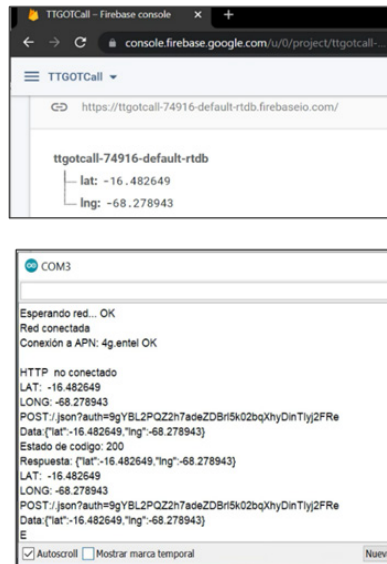 TTGOTCall – Firebase console × +
console.firebase.google.com/u/0/project/ttgotcall-...
TTGOTCall
https://ttgotcall-74916-default-rtdb.firebaseio.com/
ttgotcall-74916-default-rtdb
lat: -16.482649
lng: -68.278943
COM3
Esperando red... OK
Red conectada
Conexión a APN: 4g.entel OK
HTTP no conectado
LAT: -16.482649
LONG: -68.278943
POST:/.json?auth=9gYBL2PQZ2h7adeZDBrl5k02bqXhyDinTlyj2FRe
Data:{"lat":-16.482649,"lng":-68.278943}
Estado de codigo: 200
Respuesta: {"lat":-16.482649,"lng":-68.278943}
LAT: -16.482649
LONG: -68.278943
POST:/.json?auth=9gYBL2PQZ2h7adeZDBrl5k02bqXhyDinTlyj2FRe
Data:{"lat":-16.482649,"lng":-68.278943}
E
Autoscroll Mostrar marca temporal Nuev